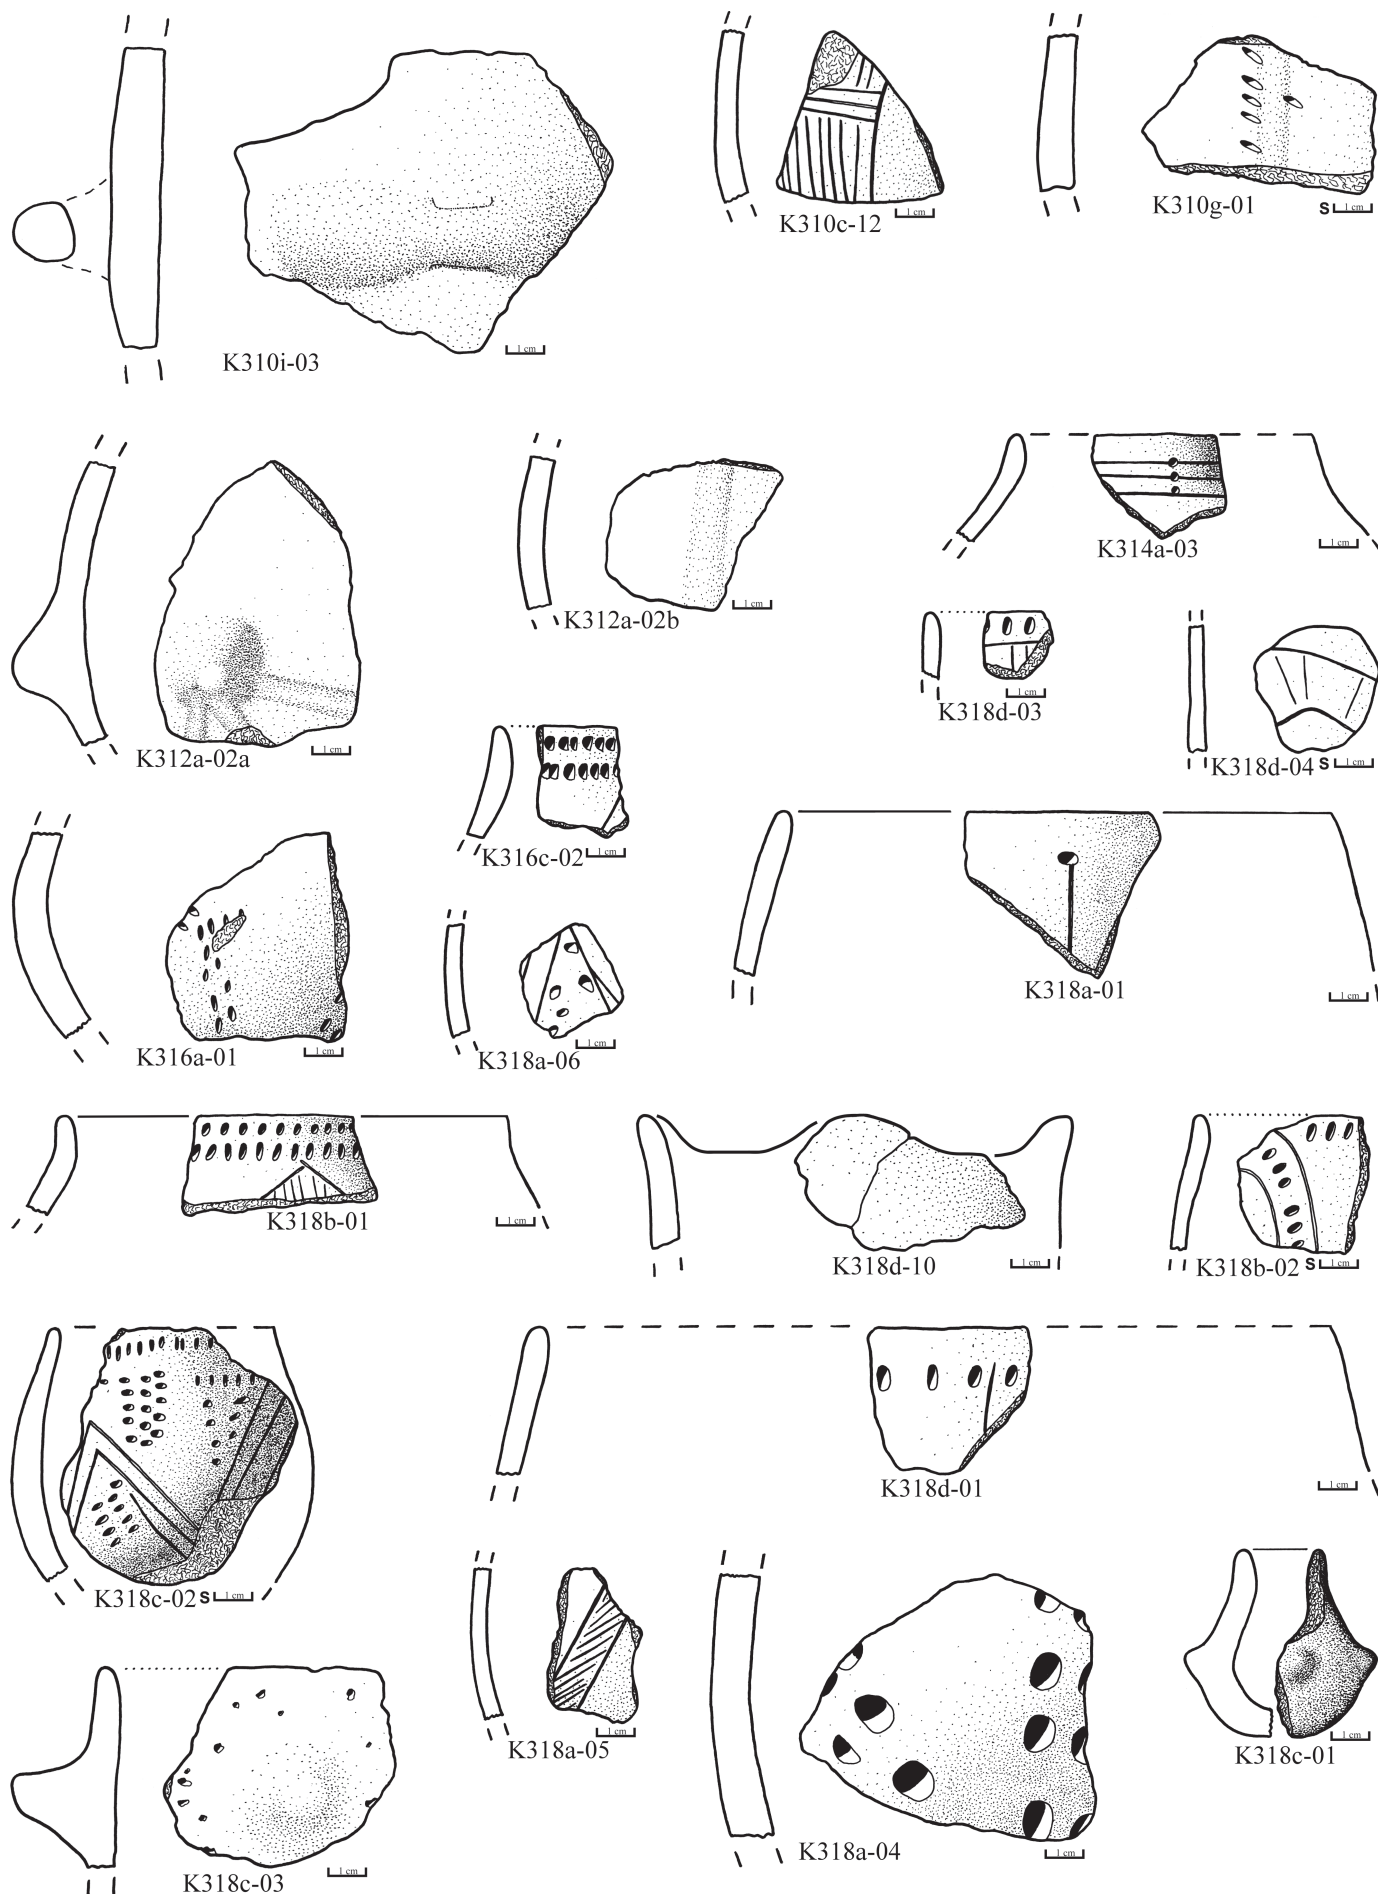 1 cm
K310i-03
1 cm
K310c-12
K310g-01
S 1 cm
1 cm
K312a-02a
1 cm
K312a-02b
1 cm
K314a-03
1 cm
K318d-03
K318d-04 S 1 cm
K316c-02 1 cm
1 cm
K316a-01
1 cm
K318a-06
K318a-01
1 cm
K318b-01
1 cm
K318d-10
1 cm
K318b-02 S 1 cm
K318c-02 S 1 cm
K318d-01
1 cm
1 cm
K318a-05
K318a-04
1 cm
1 cm
K318c-01
1 cm
K318c-03